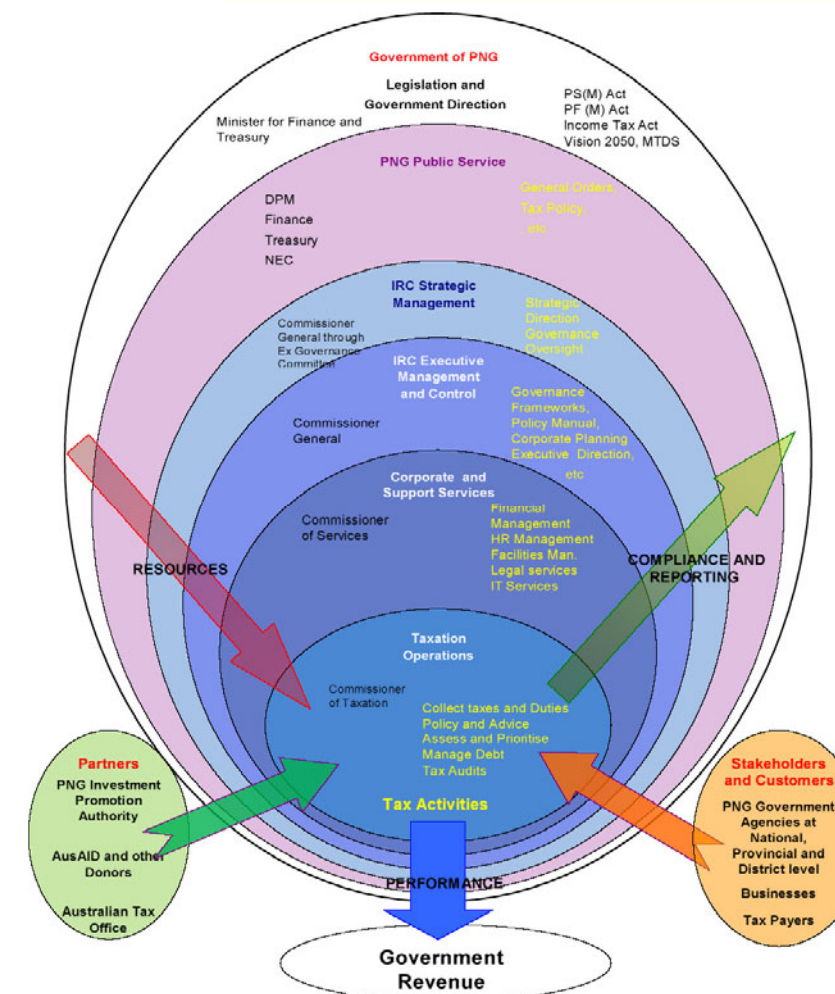 Government of PNG
Legislation and
Government Direction
Minister for Finance and
Treasury
PS(M) Act
PF (M) Act
Income Tax Act
Vision 2050, MTDS
PNG Public Service
DPM
Finance
Treasury
NEC
General Orders,
Tax Policy,
etc
IRC Strategic
Management
Commissioner
General through
Ex Governance
Committee
Strategic
Direction
Governance
Oversight
IRC Executive
Management
and Control
Commissioner
General
Governance
Frameworks,
Policy Manual,
Corporate Planning
Executive Direction,
etc
Corporate and
Support Services
Commissioner
of Services
Financial
Management
HR Management
Facilities Man.
Legal services
IT Services
RESOURCES
COMPLIANCE AND
REPORTING
Taxation
Operations
Commissioner
of Taxation
Collect taxes and Duties
Policy and Advice
Assess and Prioritise
Manage Debt
Tax Audits
Tax Activities
Partners
PNG Investment
Promotion
Authority
AusAID and other
Donors
Australian Tax
Office
Stakeholders
and Customers
PNG Government
Agencies at
National,
Provincial and
District level
Businesses
Tax Payers
PERFORMANCE
Government
Revenue